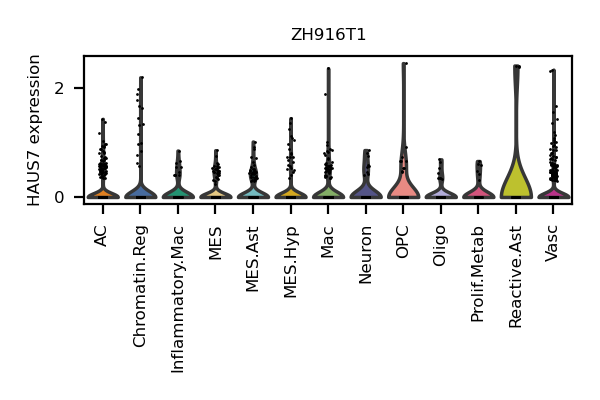 ZH916T1
HAUS7 expression
2
0
AC
Chromatin.Reg
Inflammatory.Mac
MES
MES.Ast
MES.Hyp
Mac
Neuron
OPC
Oligo
Prolif.Metab
Reactive.Ast
Vasc